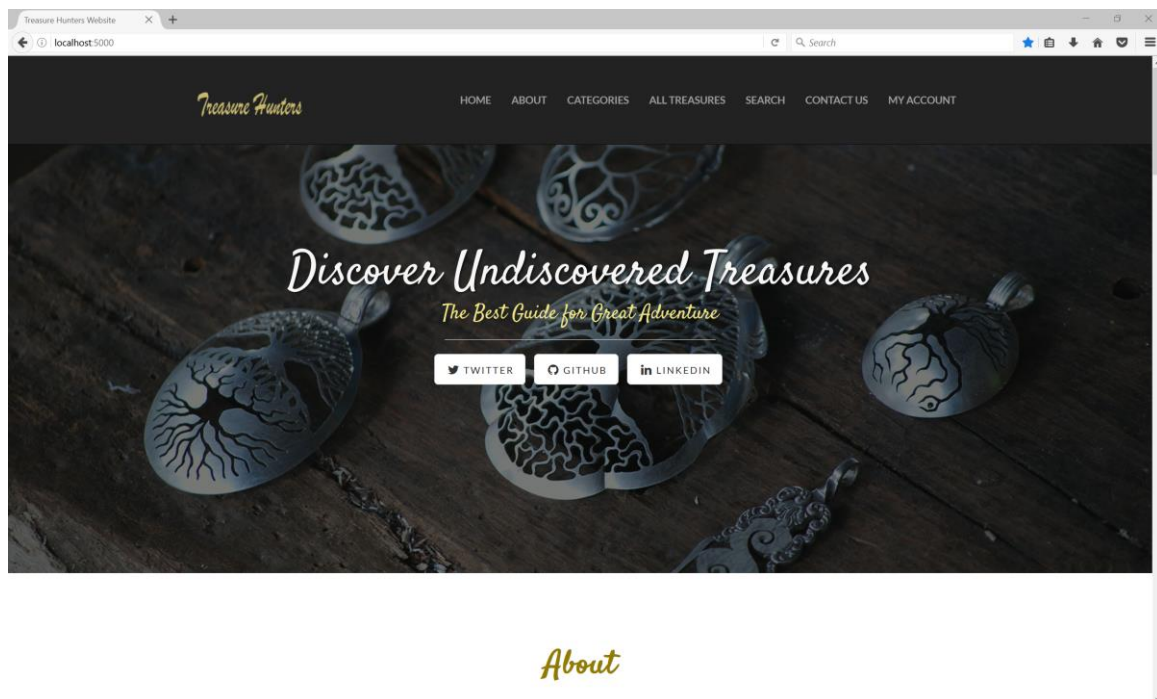 Treasure Hunters Website
localhost:5000
Search
Treasure Hunters
HOME ABOUT CATEGORIES ALL TREASURES SEARCH CONTACT US MY ACCOUNT
Discover Undiscovered Treasures
The Best Guide for Great Adventure
TWITTER GITHUB LINKEDIN
About